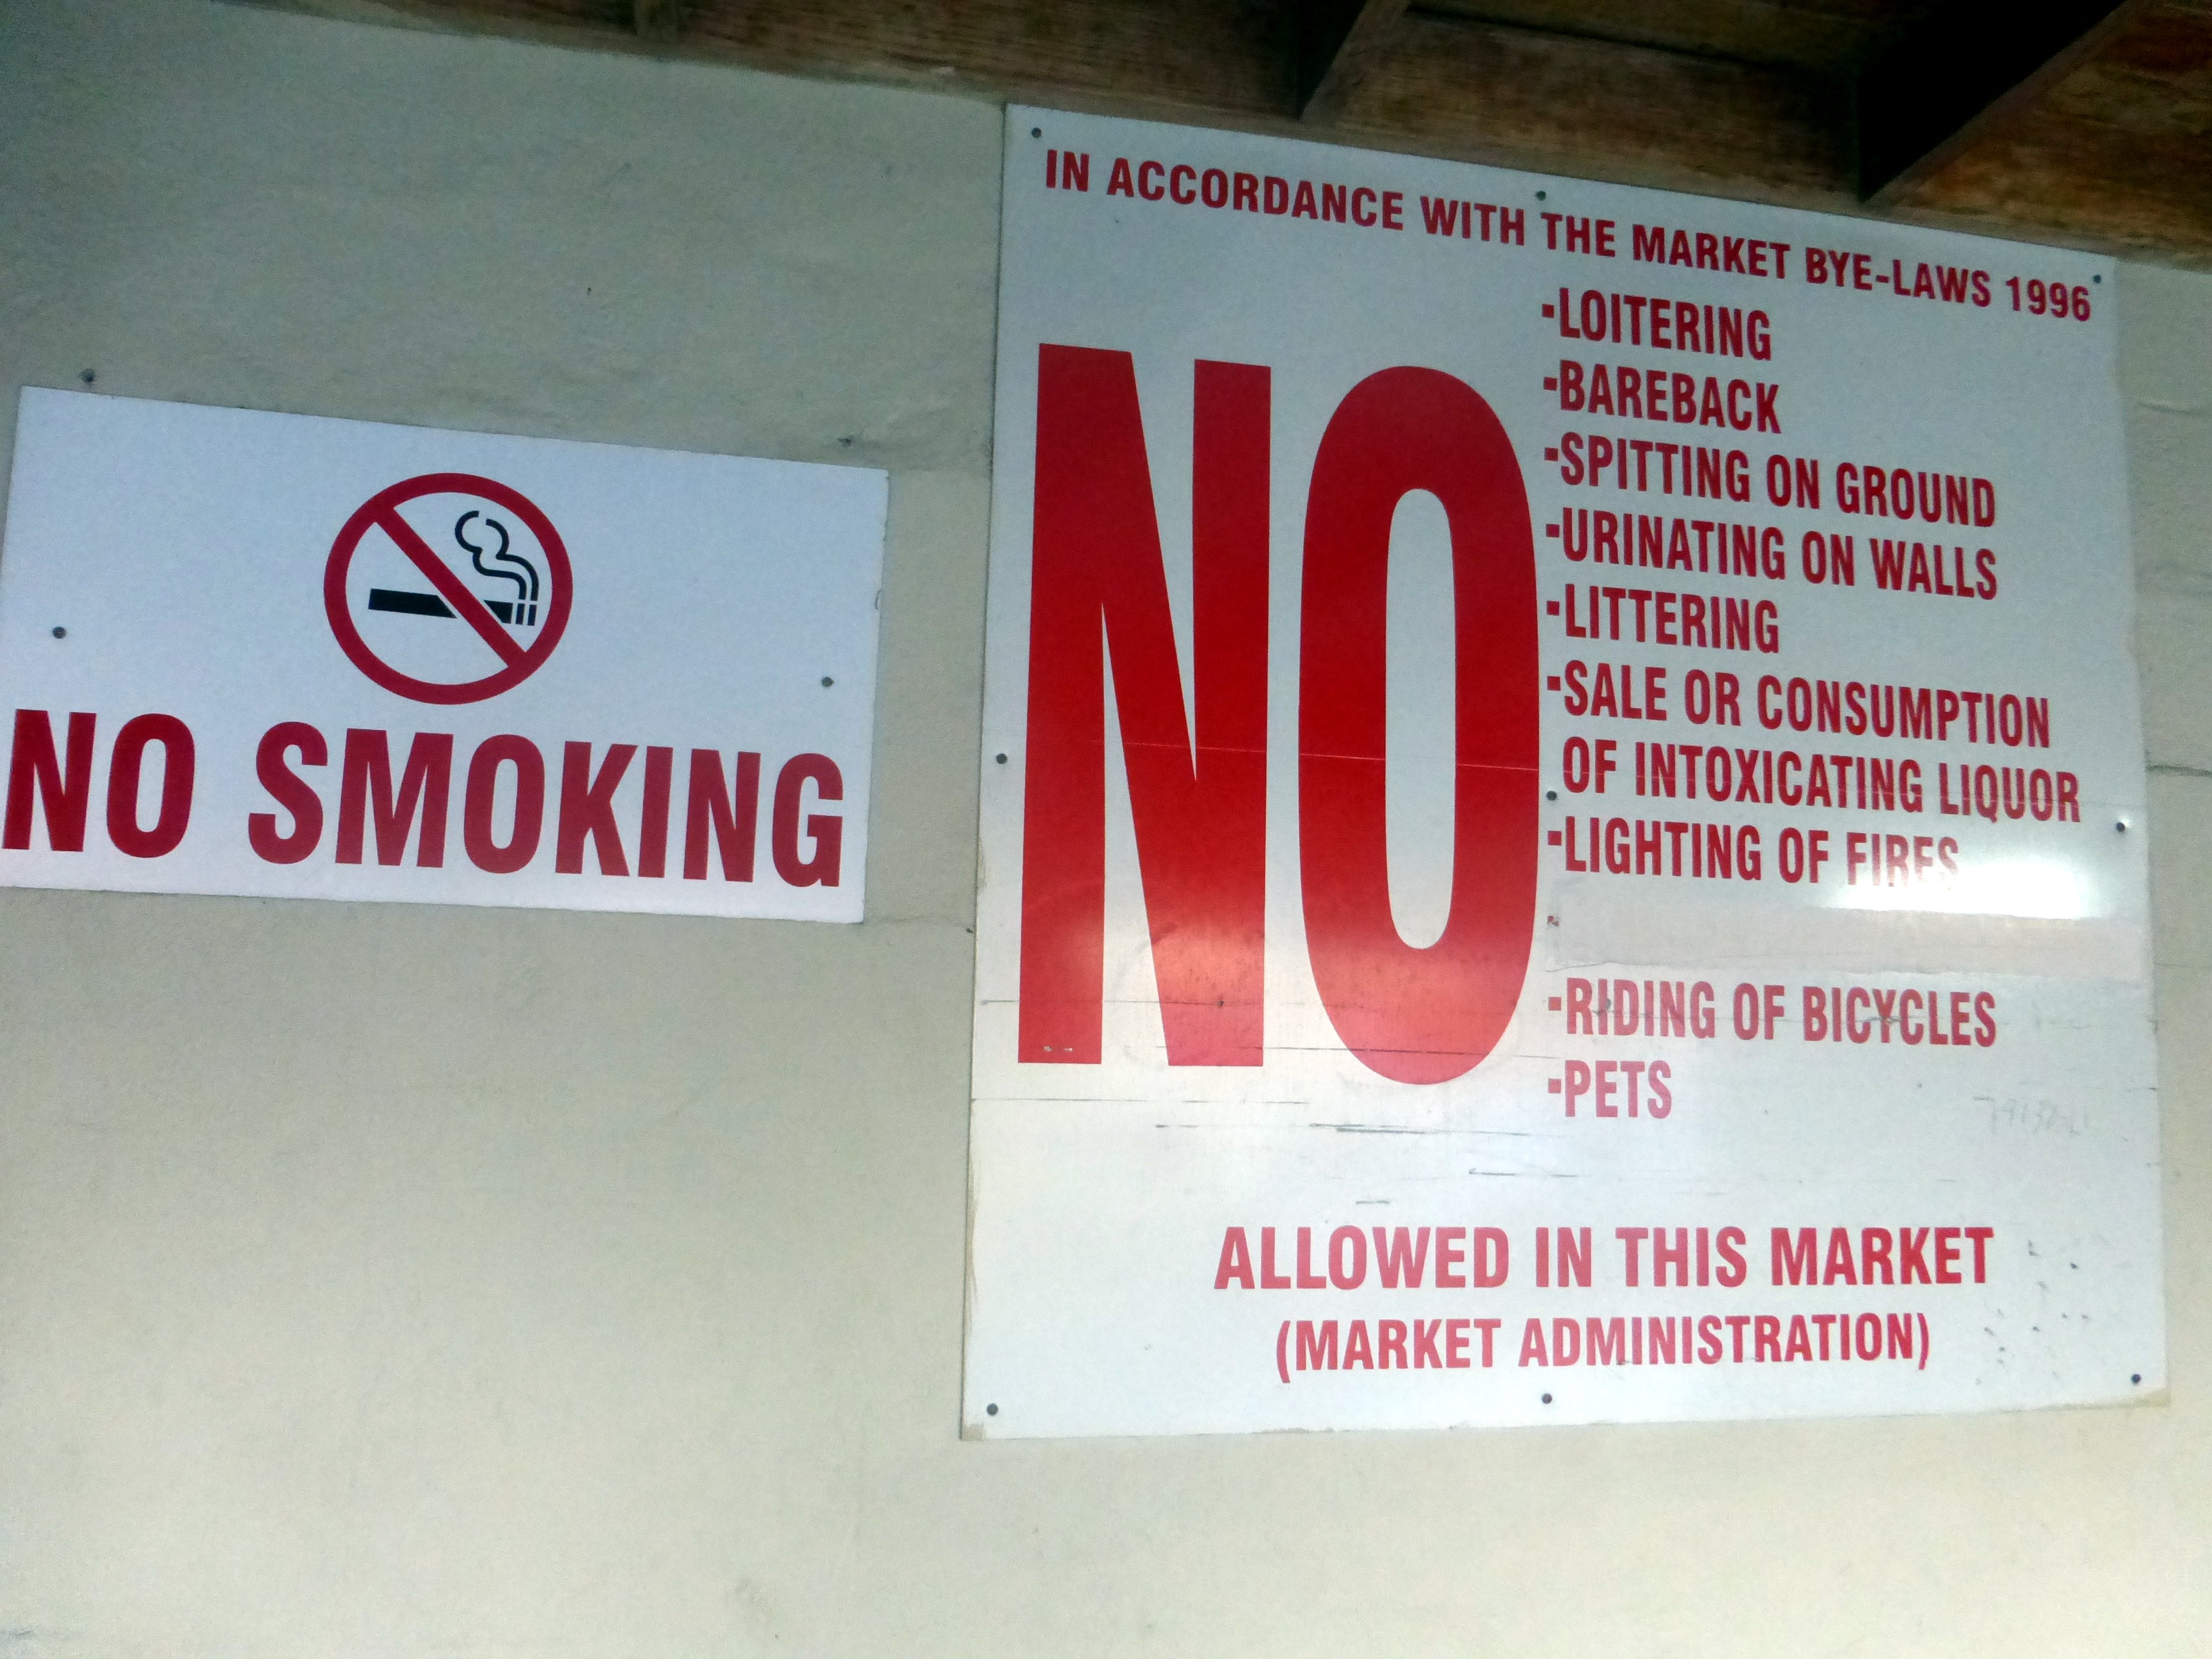 NO SMOKING
IN ACCORDANCE WITH THE MARKET BYE-LAWS 1996
NO
-LOITERING
-BAREBACK
-SPITTING ON GROUND
-URINATING ON WALLS
-LITTERING
-SALE OR CONSUMPTION
OF INTOXICATING LIQUOR
-LIGHTING OF FIRES
-RIDING OF BICYCLES
-PETS
ALLOWED IN THIS MARKET
(MARKET ADMINISTRATION)